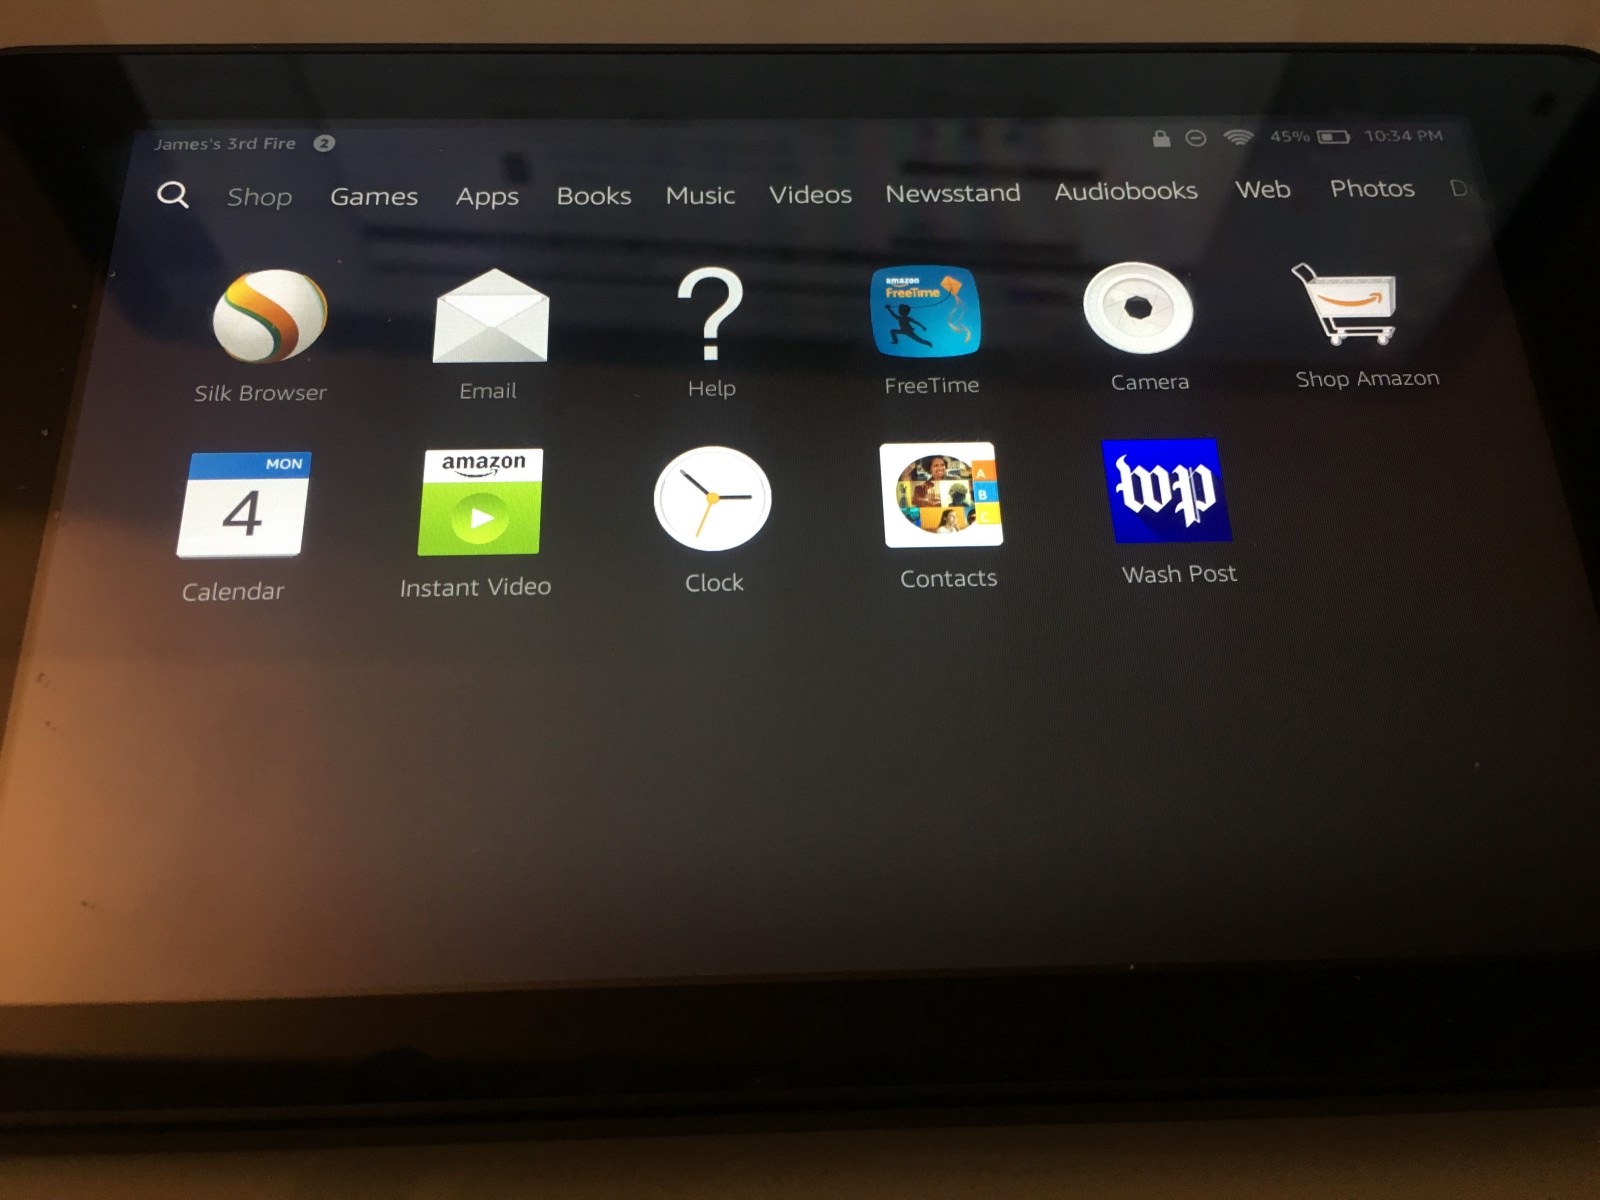 James's 3rd Fire 2 45% 10:34 PM
Shop Games Apps Books Music Videos Newsstand Audiobooks Web Photos
amazon
FreeTime
Silk Browser Email Help FreeTime Camera Shop Amazon
MON
4
amazon
A
B
C
wp
Calendar Instant Video Clock Contacts Wash Post